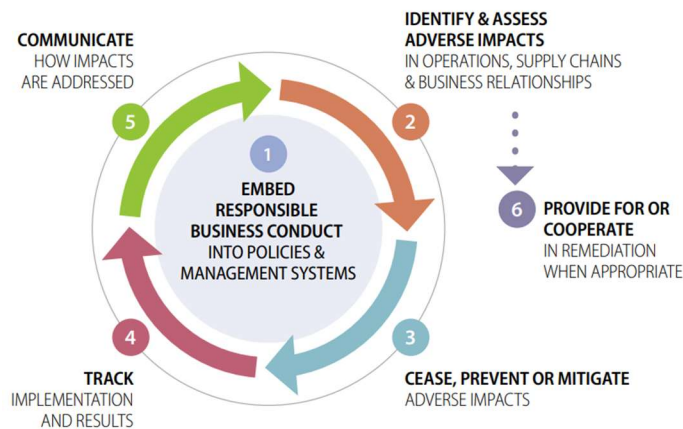 1
EMBED
RESPONSIBLE
BUSINESS CONDUCT
INTO POLICIES &
MANAGEMENT SYSTEMS
2
IDENTIFY & ASSESS
ADVERSE IMPACTS
IN OPERATIONS, SUPPLY CHAINS
& BUSINESS RELATIONSHIPS
3
CEASE, PREVENT OR MITIGATE
ADVERSE IMPACTS
4
TRACK
IMPLEMENTATION
AND RESULTS
5
COMMUNICATE
HOW IMPACTS
ARE ADDRESSED
6
PROVIDE FOR OR
COOPERATE
IN REMEDIATION
WHEN APPROPRIATE